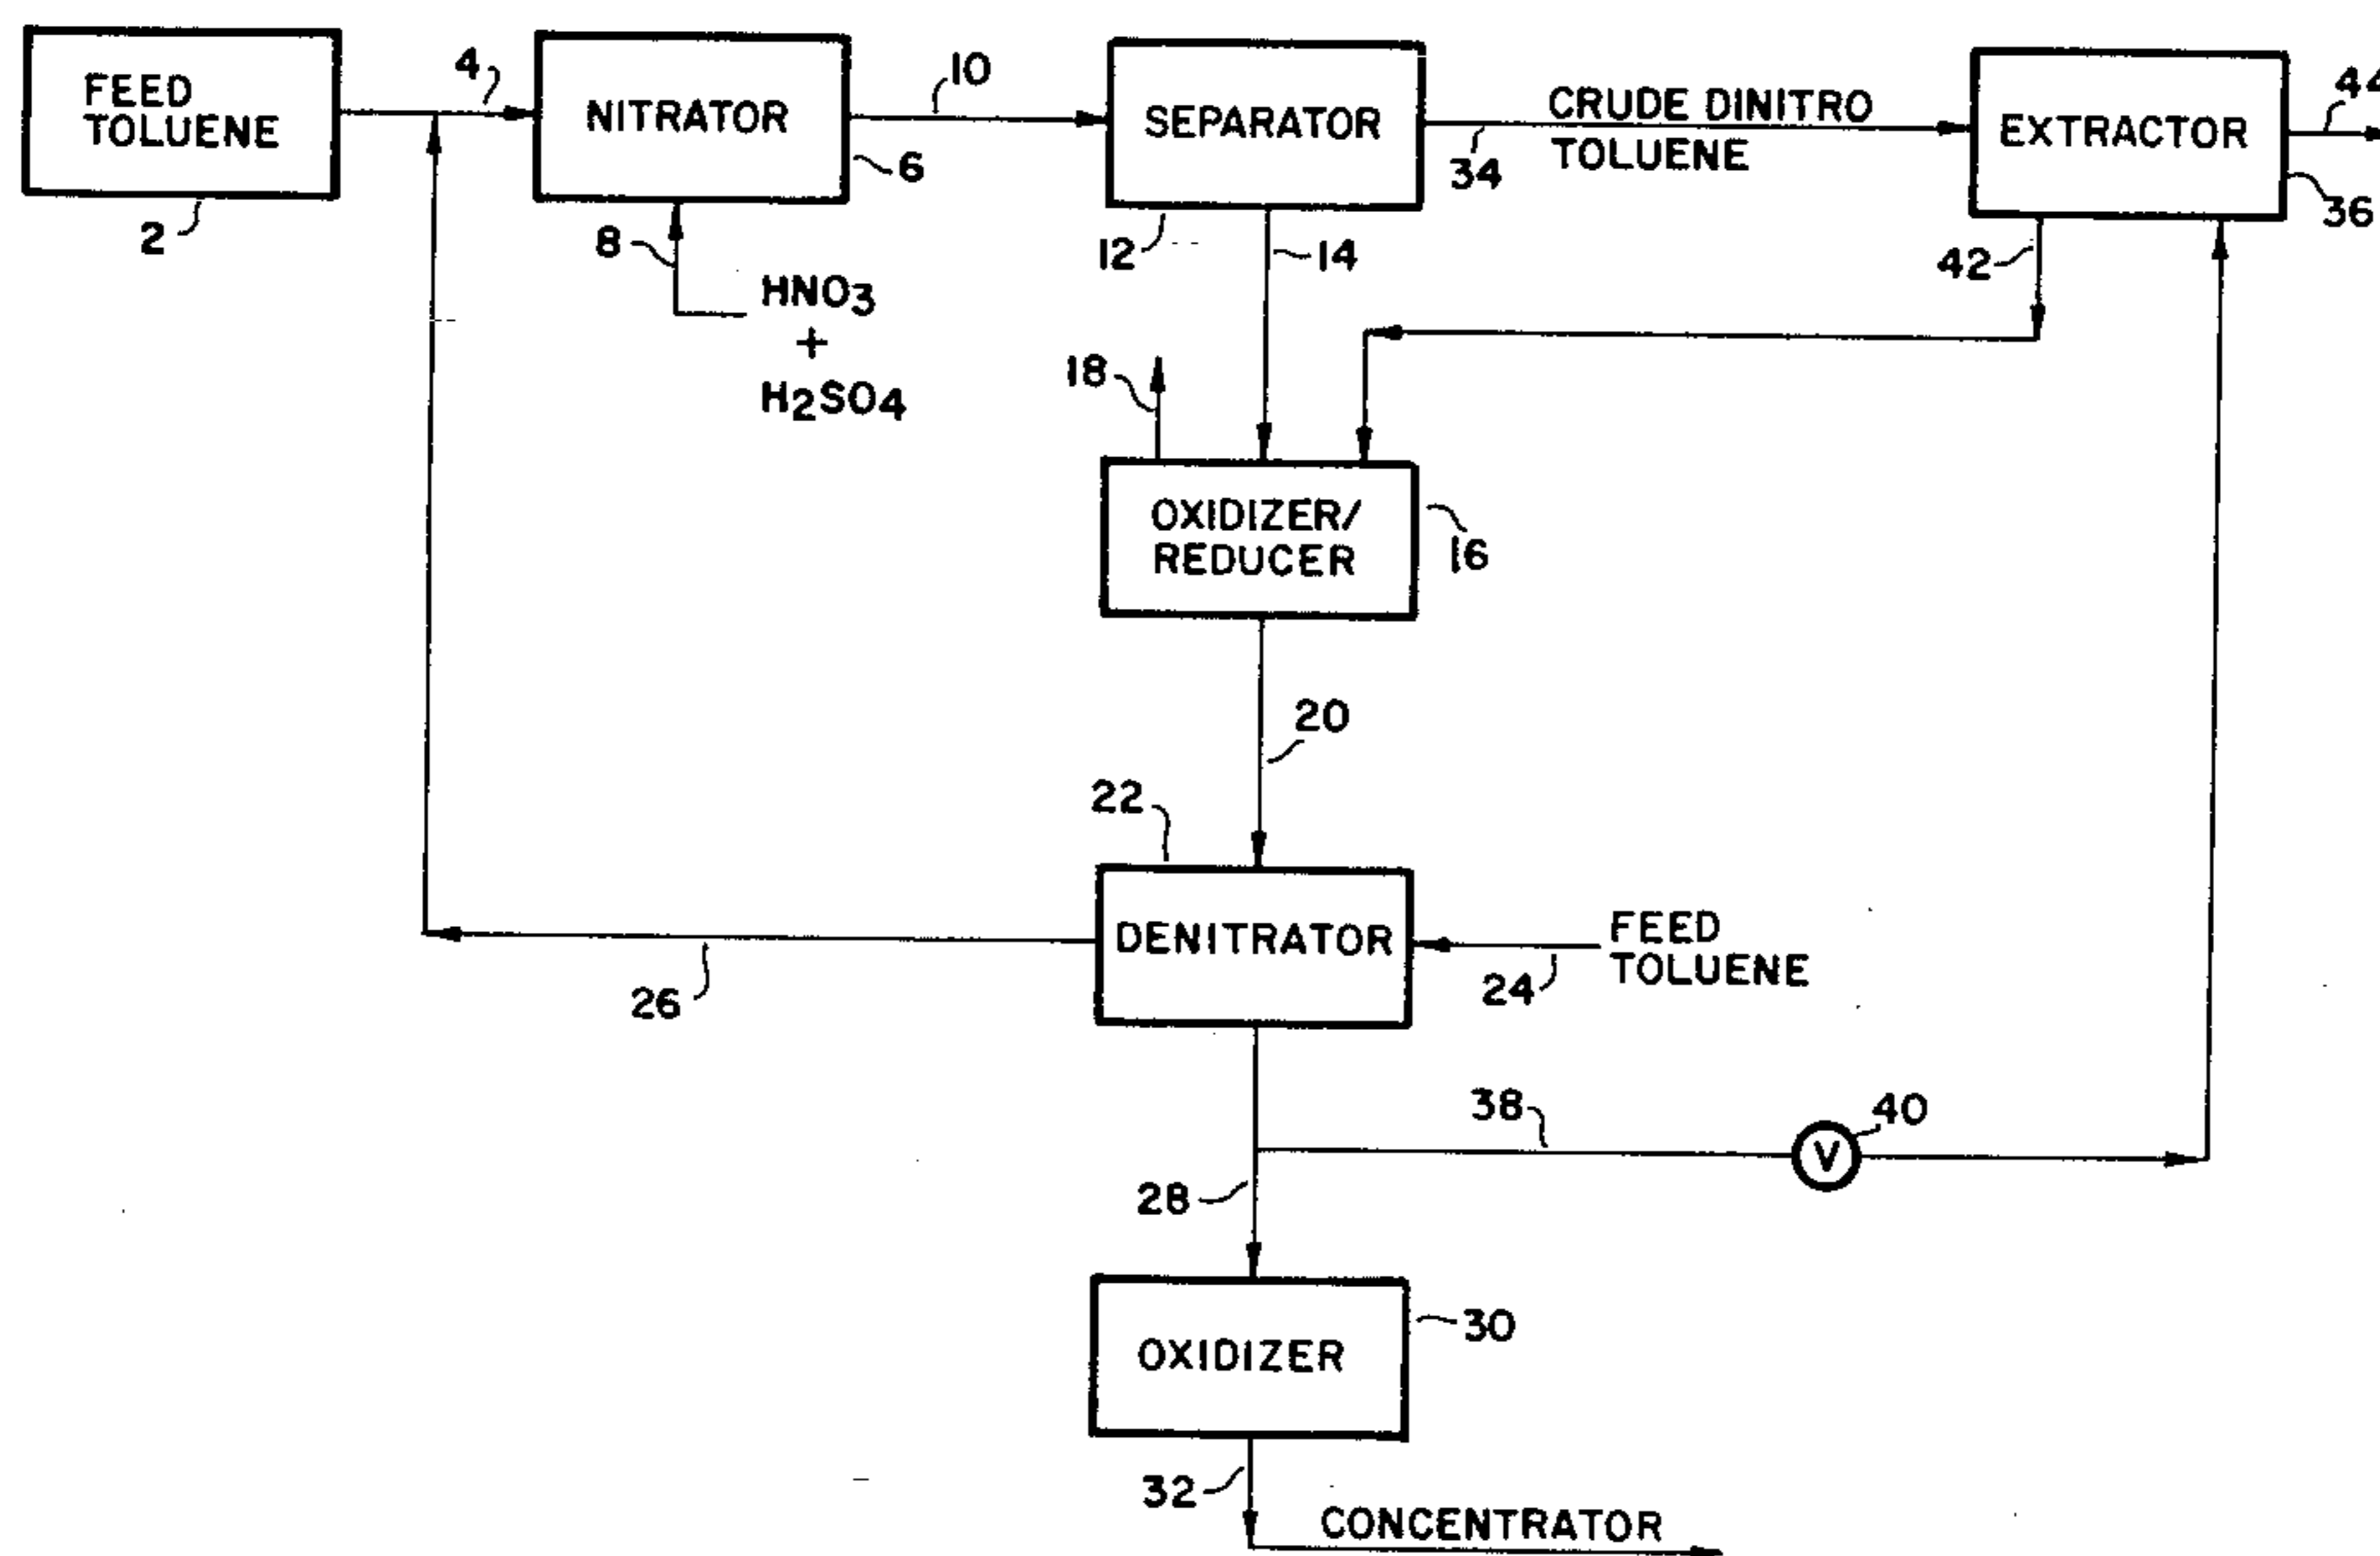 FEED
TOLUENE
2
4
NITRATOR
6
8
HNO3
+
H2SO4
10
SEPARATOR
12
14
CRUDE DINITRO
TOLUENE
34
EXTRACTOR
44
36
42
18
OXIDIZER/
REDUCER
16
20
22
DENITRATOR
FEED
TOLUENE
24
26
38
40
V
28
OXIDIZER
30
32
CONCENTRATOR